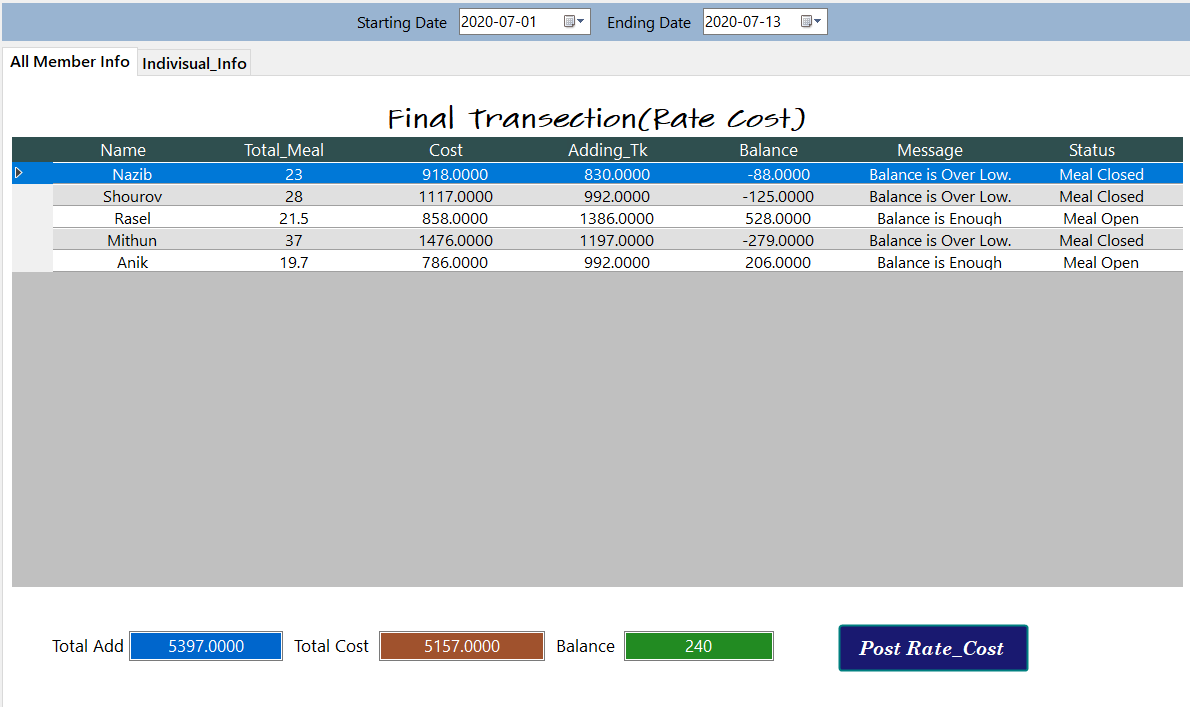 Starting Date 2020-07-01 Ending Date 2020-07-13
All Member Info Indivisual_Info
Final Transection(Rate Cost)
Name Total_Meal Cost Adding_Tk Balance Message Status
Nazib 23 918.0000 830.0000 -88.0000 Balance is Over Low. Meal Closed
Shourov 28 1117.0000 992.0000 -125.0000 Balance is Over Low. Meal Closed
Rasel 21.5 858.0000 1386.0000 528.0000 Balance is Enough Meal Open
Mithun 37 1476.0000 1197.0000 -279.0000 Balance is Over Low. Meal Closed
Anik 19.7 786.0000 992.0000 206.0000 Balance is Enough Meal Open
Total Add 5397.0000 Total Cost 5157.0000 Balance 240 Post Rate_Cost